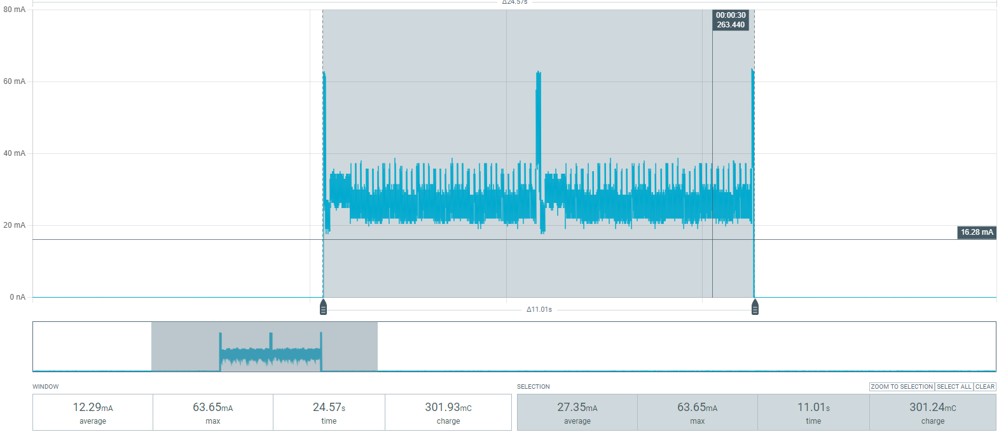 Δ24.57s
80 mA
00:00:30
263.440
60 mA
40 mA
20 mA
16.28 mA
0 nA
Δ11.01s
WINDOW
SELECTION
ZOOM TO SELECTION SELECT ALL CLEAR
12.29mA 63.65mA 24.57s 301.93mC
average max time charge
27.35mA 63.65mA 11.01s 301.24mC
average max time charge